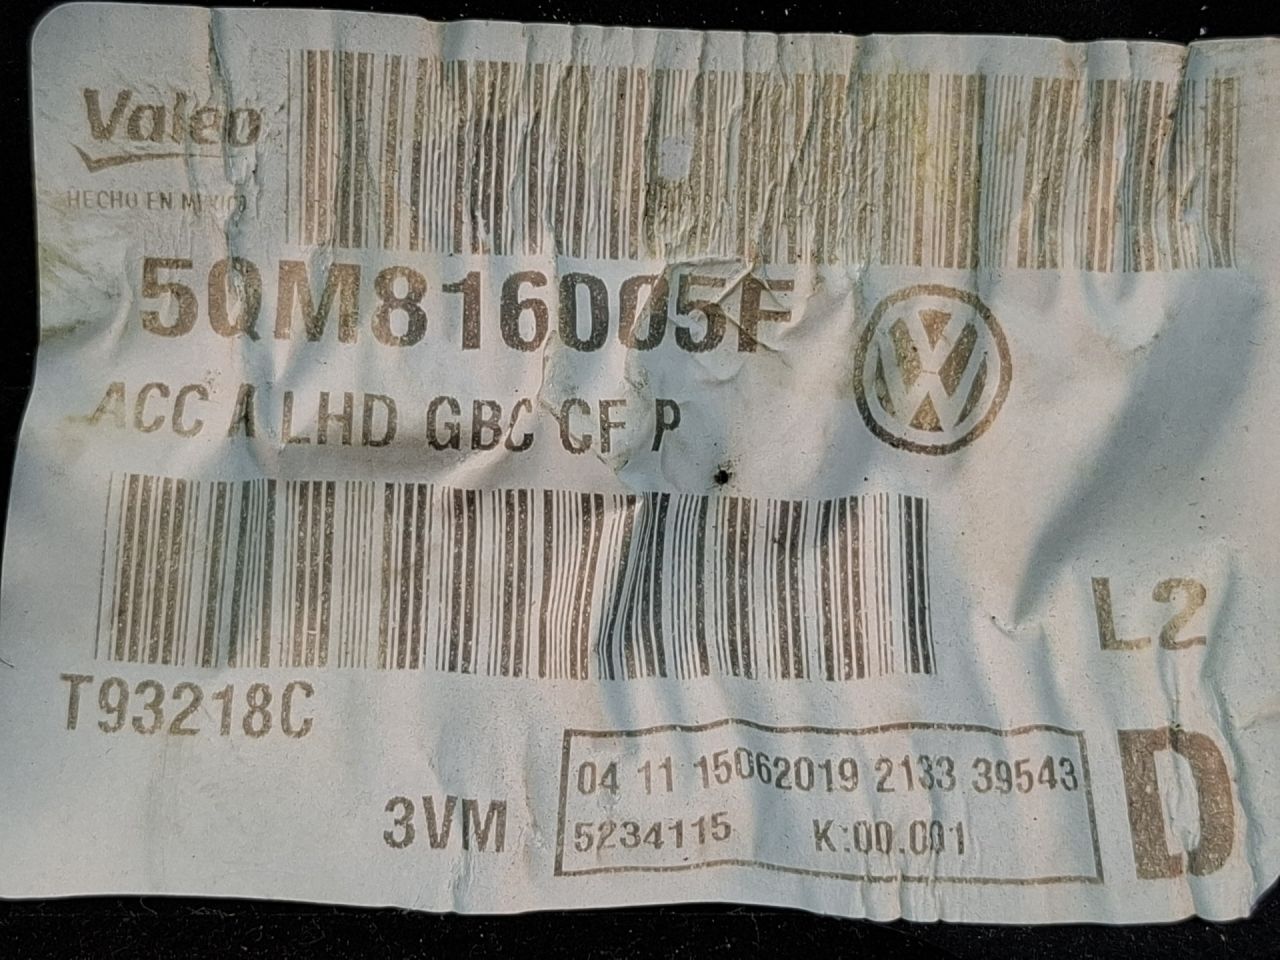 Valeo
HECHO EN MEXICO
5QM816005F
ACC A LHD GBC CF P
T93218C
L2
3VM
04 11 15062019 2133 39543
5234115 K:00.001
D